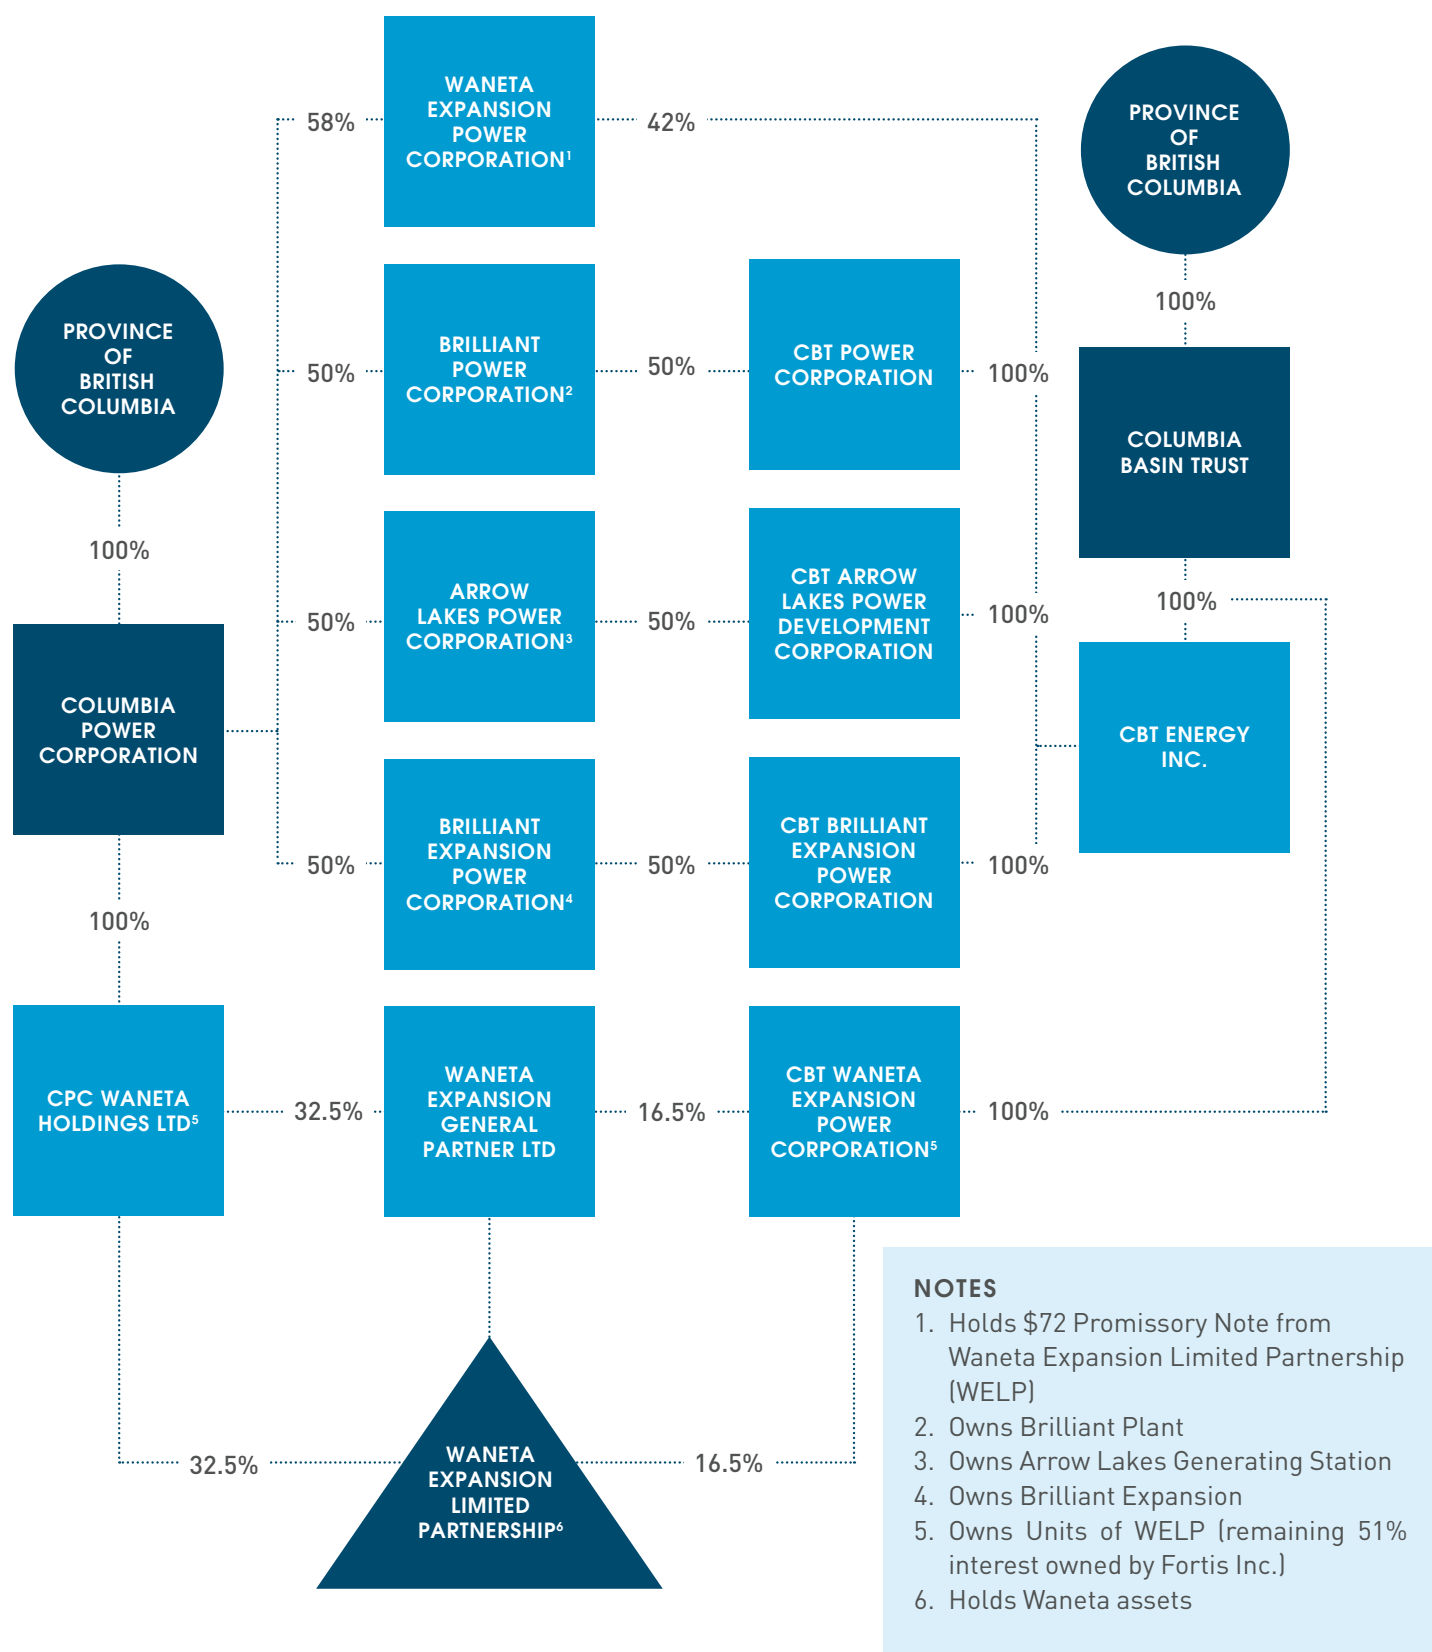 WANETA
EXPANSION
POWER
CORPORATION¹
58%
42%
PROVINCE
OF
BRITISH
COLUMBIA
100%
PROVINCE
OF
BRITISH
COLUMBIA
BRILLIANT
POWER
CORPORATION²
50%
50%
CBT POWER
CORPORATION
100%
COLUMBIA
BASIN TRUST
100%
100%
ARROW
LAKES POWER
CORPORATION³
50%
50%
CBT ARROW
LAKES POWER
DEVELOPMENT
CORPORATION
100%
COLUMBIA
POWER
CORPORATION
CBT ENERGY
INC.
BRILLIANT
EXPANSION
POWER
CORPORATION⁴
50%
50%
CBT BRILLIANT
EXPANSION
POWER
CORPORATION
100%
100%
CPC WANETA
HOLDINGS LTD⁵
32.5%
WANETA
EXPANSION
GENERAL
PARTNER LTD
16.5%
CBT WANETA
EXPANSION
POWER
CORPORATION⁵
100%
32.5%
WANETA
EXPANSION
LIMITED
PARTNERSHIP⁶
16.5%
NOTES
1. Holds $72 Promissory Note from
Waneta Expansion Limited Partnership
(WELP)
2. Owns Brilliant Plant
3. Owns Arrow Lakes Generating Station
4. Owns Brilliant Expansion
5. Owns Units of WELP (remaining 51%
interest owned by Fortis Inc.)
6. Holds Waneta assets